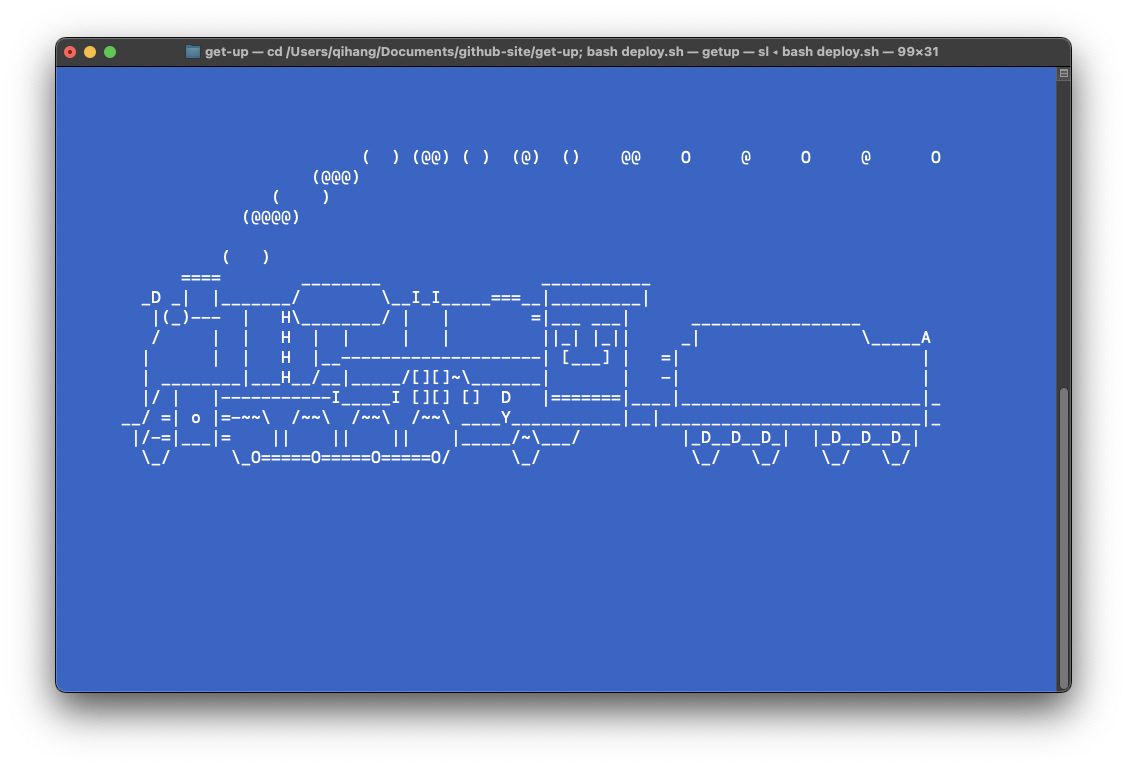 get-up — cd /Users/qihang/Documents/github-site/get-up; bash deploy.sh — getup — sl ◂ bash deploy.sh — 99×31
                              (  ) (@@) ( )  (@)  ()    @@    O     @     O     @      O
                         (@@@)
                     (    )
                  (@@@@)
                (   )
            ====        ________                ___________
        _D _|  |_______/        \__I_I_____===__|_________|
         |(_)---  |   H\________/ |   |        =|___ ___|      _________________
         /     |  |   H  |  |     |   |         ||_| |_||     _|                \_____A
        |      |  |   H  |__--------------------| [___] |   =|                        |
        | ________|___H__/__|_____/[][]~\_______|       |   -|                        |
        |/ |   |-----------I_____I [][] []  D   |=======|____|________________________|_
      __/ =| o |=-~~\  /~~\  /~~\  /~~\ ____Y___________|__|__________________________|_
       |/-=|___|=    ||    ||    ||    |_____/~\___/          |_D__D__D_|  |_D__D__D_|
        \_/      \_O=====O=====O=====O/      \_/               \_/   \_/    \_/   \_/